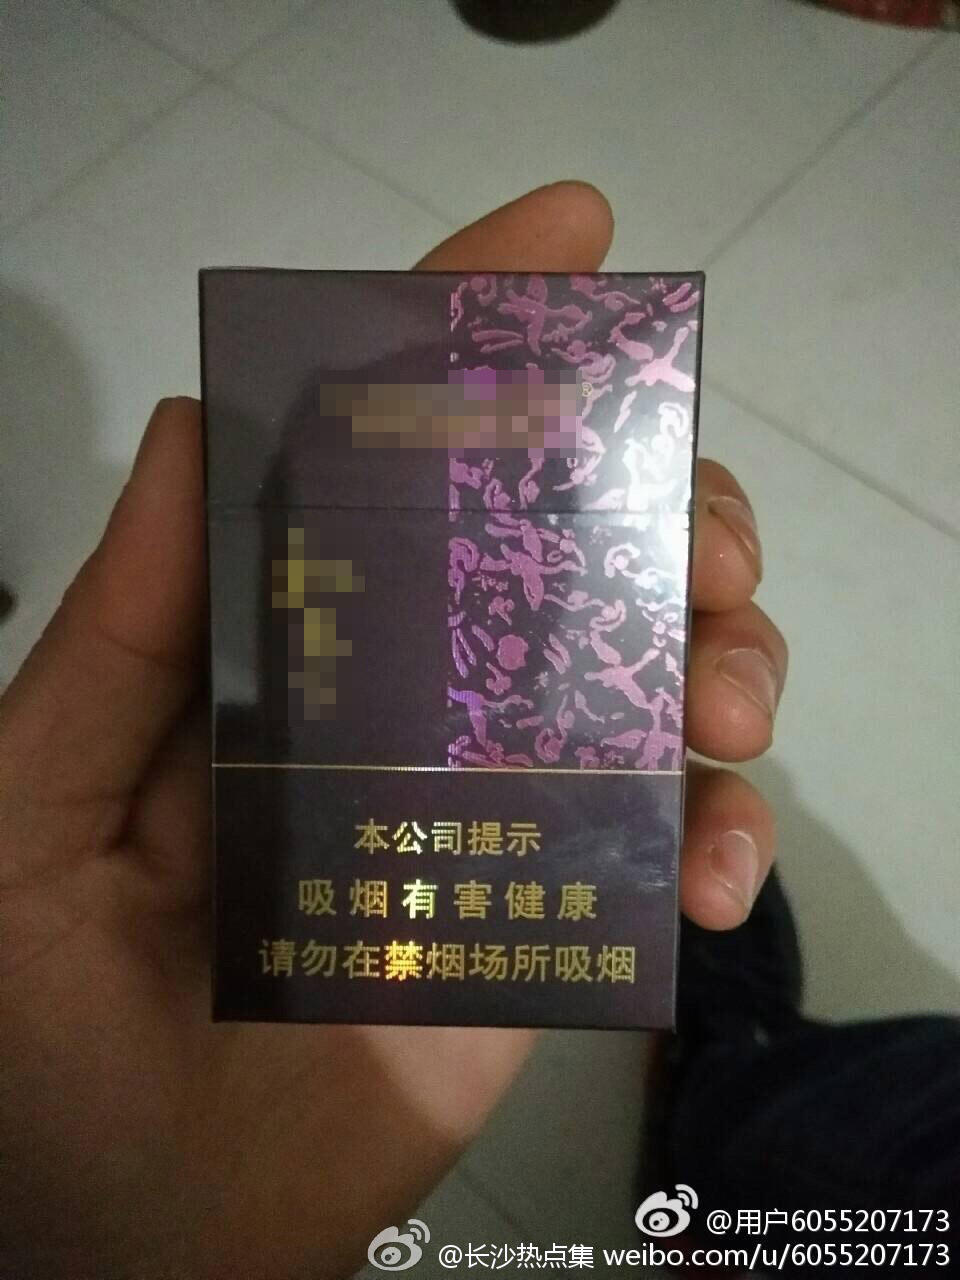 ®
本公司提示
吸烟有害健康
请勿在禁烟场所吸烟
@用户6055207173
@长沙热点集 weibo.com/u/6055207173